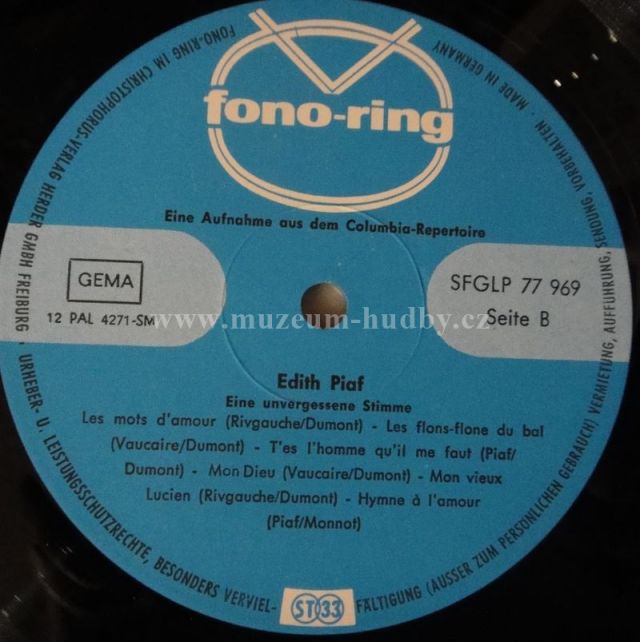 FONO-RING IM CHRISTOPHORUS-VERLAG HERDER GMBH FREIBURG · URHEBER- U. LEISTUNGSSCHUTZRECHTE, BESONDERS VERVIEL-FÄLTIGUNG (AUSSER ZUM PERSÖNLICHEN GEBRAUCH) VERMIETUNG, AUFFÜHRUNG, SENDUNG, VORBEHALTEN · MADE IN GERMANY
fono-ring
Eine Aufnahme aus dem Columbia-Repertoire
GEMA
12 PAL 4271-SM
SFGLP 77 969
Seite B
www.muzeum-hudby.cz
Edith Piaf
Eine unvergessene Stimme
Les mots d'amour (Rivgauche/Dumont) - Les flons-flone du bal
(Vaucaire/Dumont) - T'es l'homme qu'il me faut (Piaf/
Dumont) - Mon Dieu (Vaucaire/Dumont) - Mon vieux
Lucien (Rivgauche/Dumont) - Hymne à l'amour
(Piaf/Monnot)
ST 33